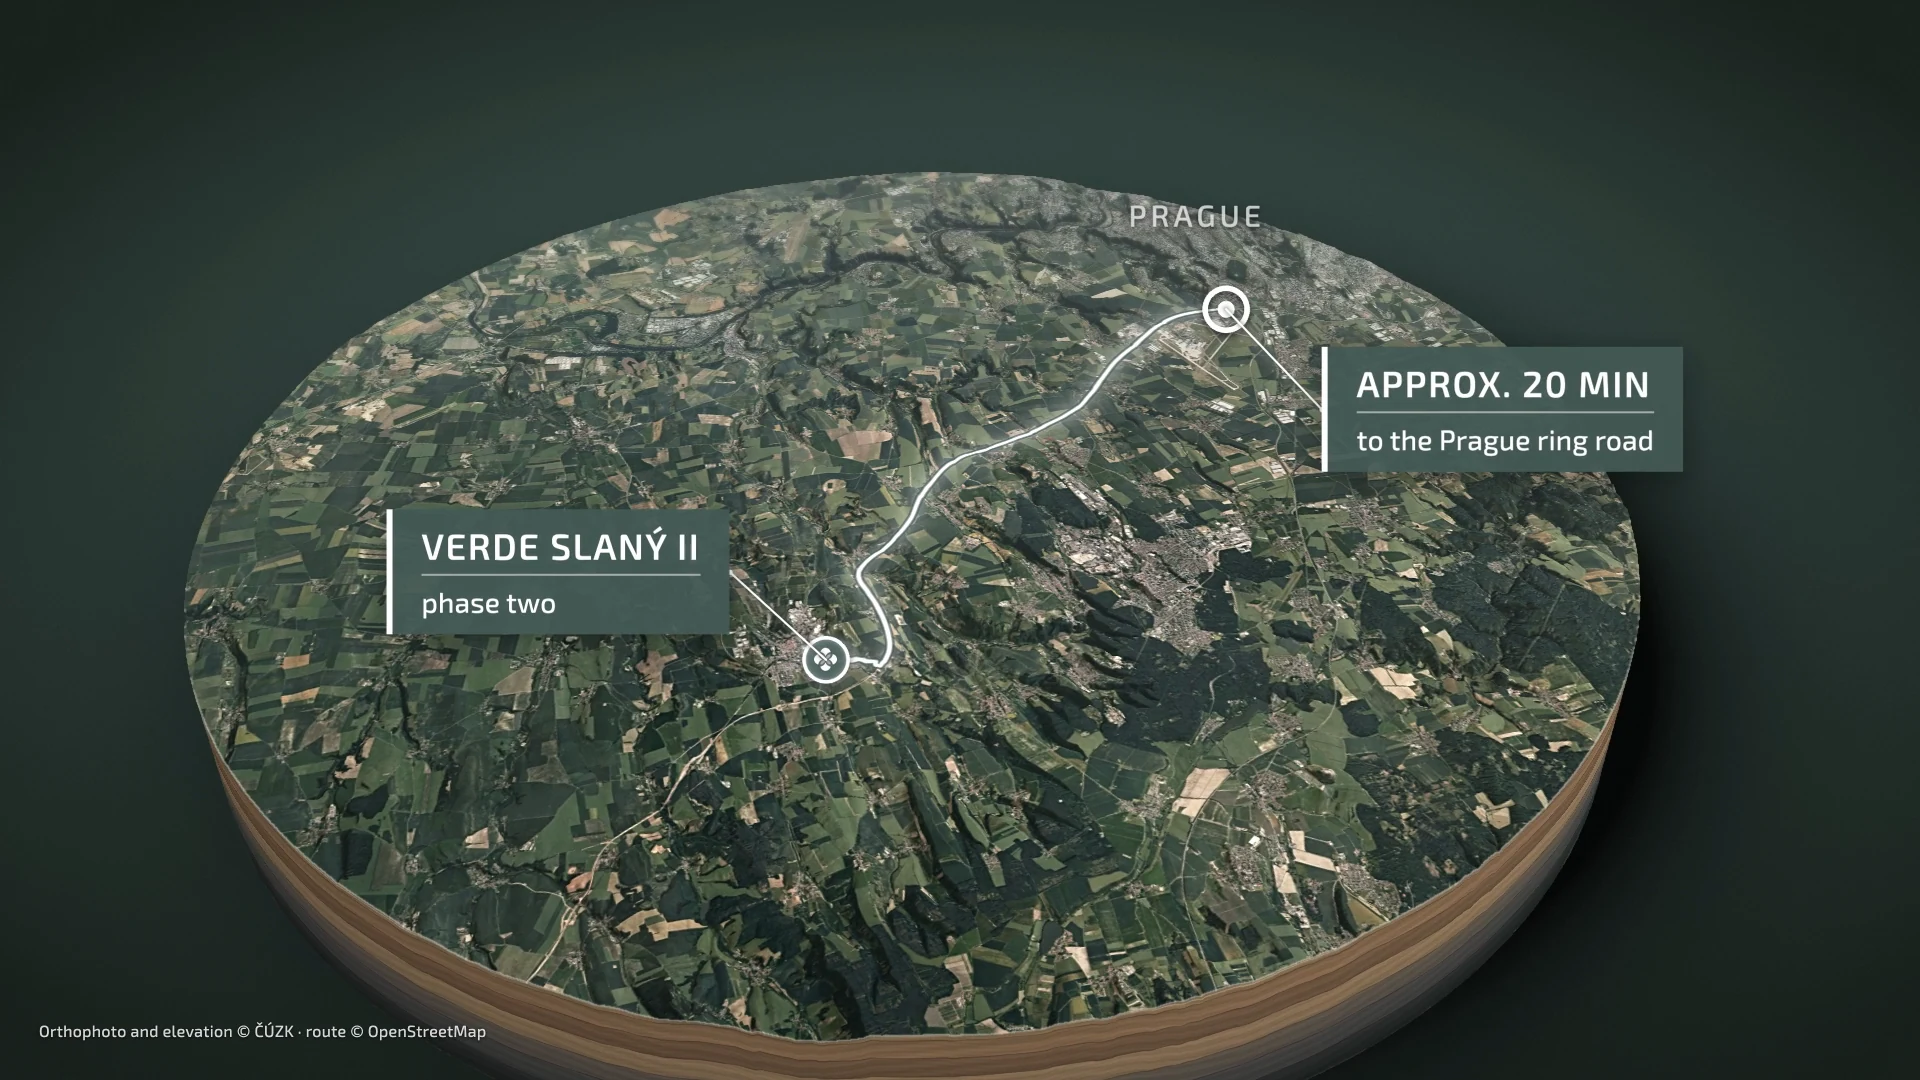 PRAGUE
APPROX. 20 MIN
to the Prague ring road
VERDE SLANÝ II
phase two
Orthophoto and elevation © ČÚZK · route © OpenStreetMap